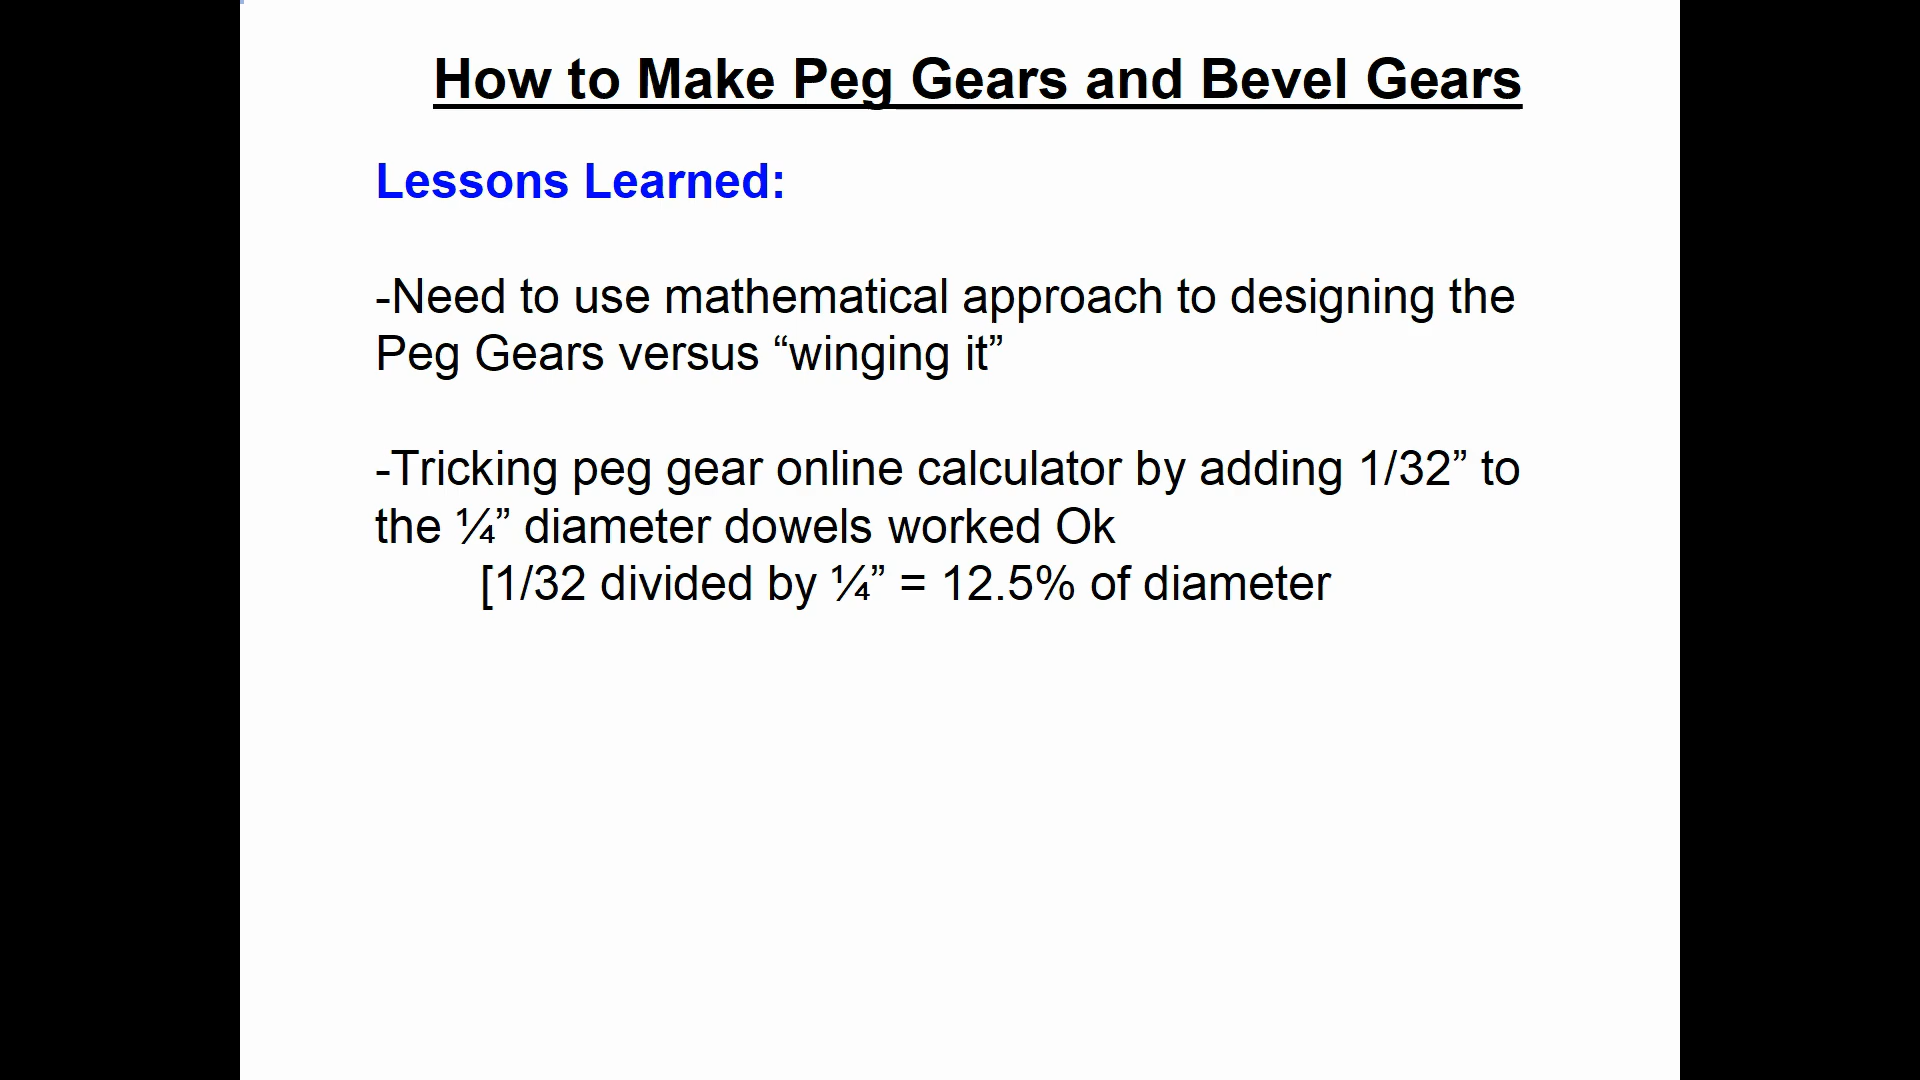 How to Make Peg Gears and Bevel Gears
Lessons Learned:
-Need to use mathematical approach to designing the
Peg Gears versus “winging it”
-Tricking peg gear online calculator by adding 1/32” to
the ¼” diameter dowels worked Ok
[1/32 divided by ¼” = 12.5% of diameter